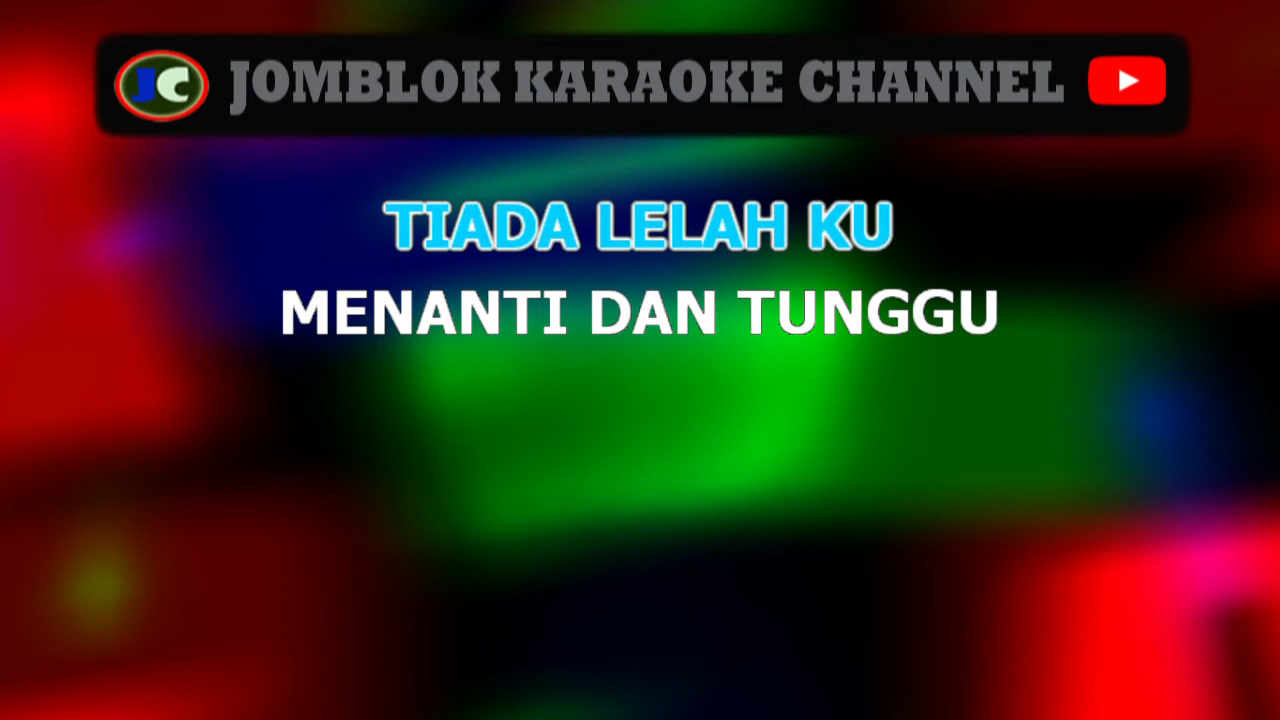 JC JOMBLOK KARAOKE CHANNEL
TIADA LELAH KU
MENANTI DAN TUNGGU